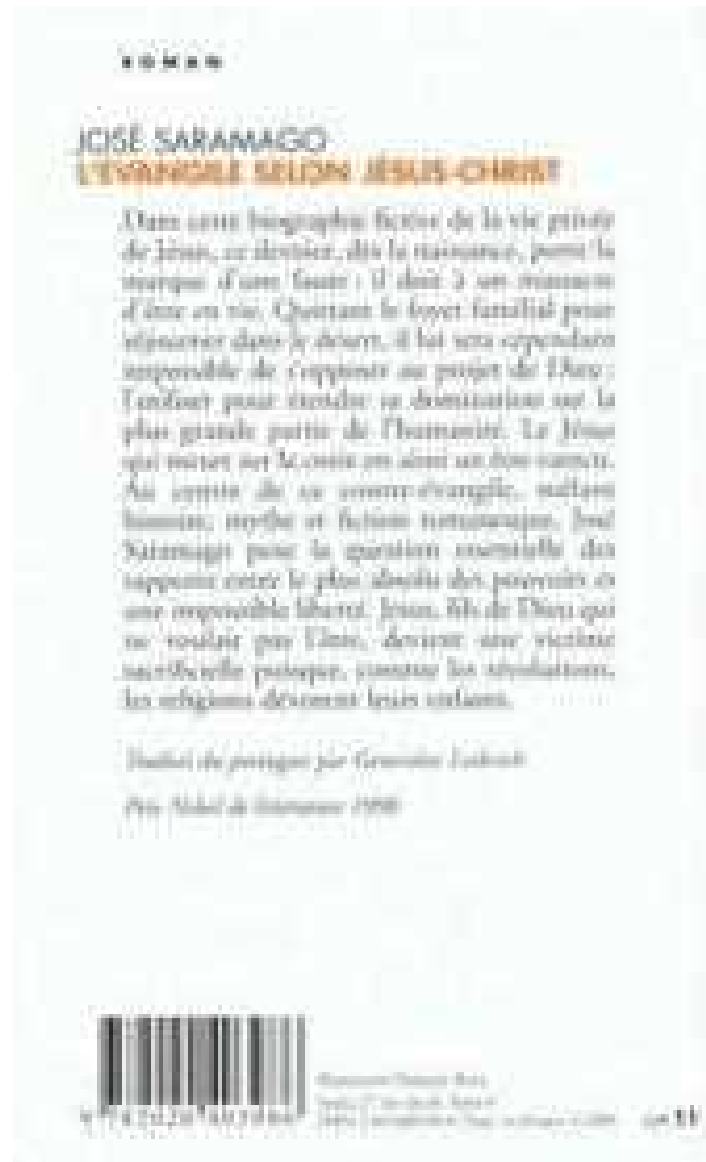 ROMAN
JOSÉ SARAMAGO
L'ÉVANGILE SELON JÉSUS-CHRIST
Dans cette biographie fictive de la vie privée
de Jésus, ce dernier, dès la naissance, porte la
marque d'une faute : il doit à un massacre
d'être en vie. Quittant le foyer familial pour
séjourner dans le désert, il lui sera cependant
impossible de s'opposer au projet de Dieu :
l'utiliser pour étendre sa domination sur la
plus grande partie de l'humanité. Le Jésus
qui meurt sur la croix est ainsi un être vaincu.
Au centre de ce contre-évangile, mêlant
histoire, mythe et fiction romanesque, José
Saramago pose la question essentielle des
rapports entre le plus absolu des pouvoirs et
une impossible liberté. Jésus, fils de Dieu qui
ne voulait pas l'être, devient une victime
sacrificielle puisque, comme les révolutions,
les religions dévorent leurs enfants.
Traduit du portugais par Geneviève Leibrich
Prix Nobel de littérature 1998
11